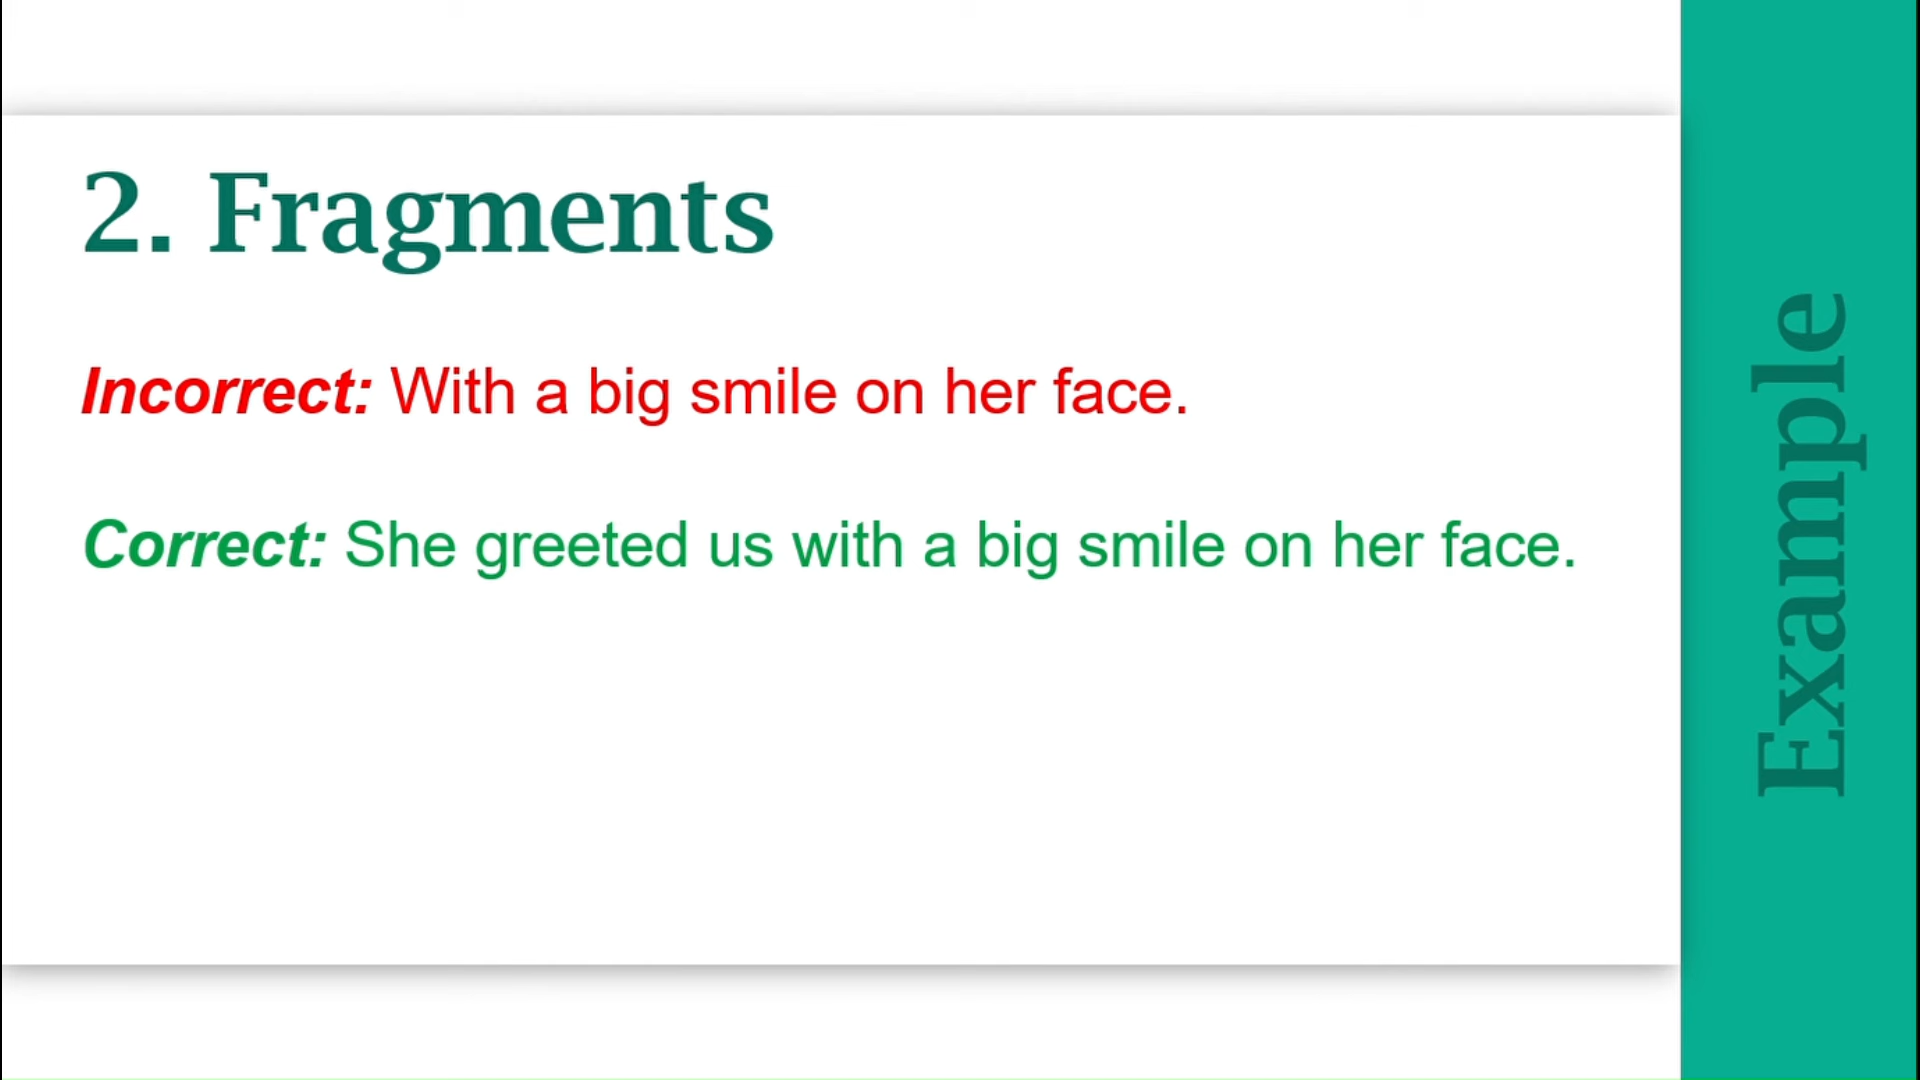 2. Fragments
Incorrect: With a big smile on her face.
Correct: She greeted us with a big smile on her face.
Example